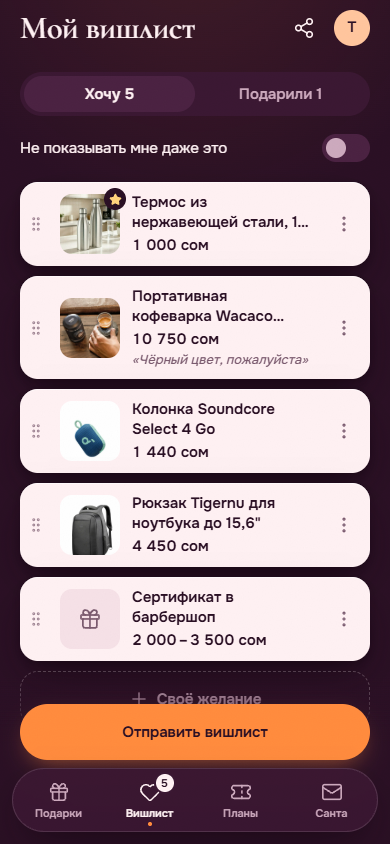 Мой вишлист
Т
Хочу 5
Подарили 1
Не показывать мне даже это
Термос из
нержавеющей стали, 1...
1 000 сом
Портативная
кофеварка Wacaco...
10 750 сом
«Чёрный цвет, пожалуйста»
Колонка Soundcore
Select 4 Go
1 440 сом
Рюкзак Tigernu для
ноутбука до 15,6"
4 450 сом
Сертификат в
барбершоп
2 000 – 3 500 сом
Своё желание
Отправить вишлист
5
Подарки
Вишлист
Планы
Санта